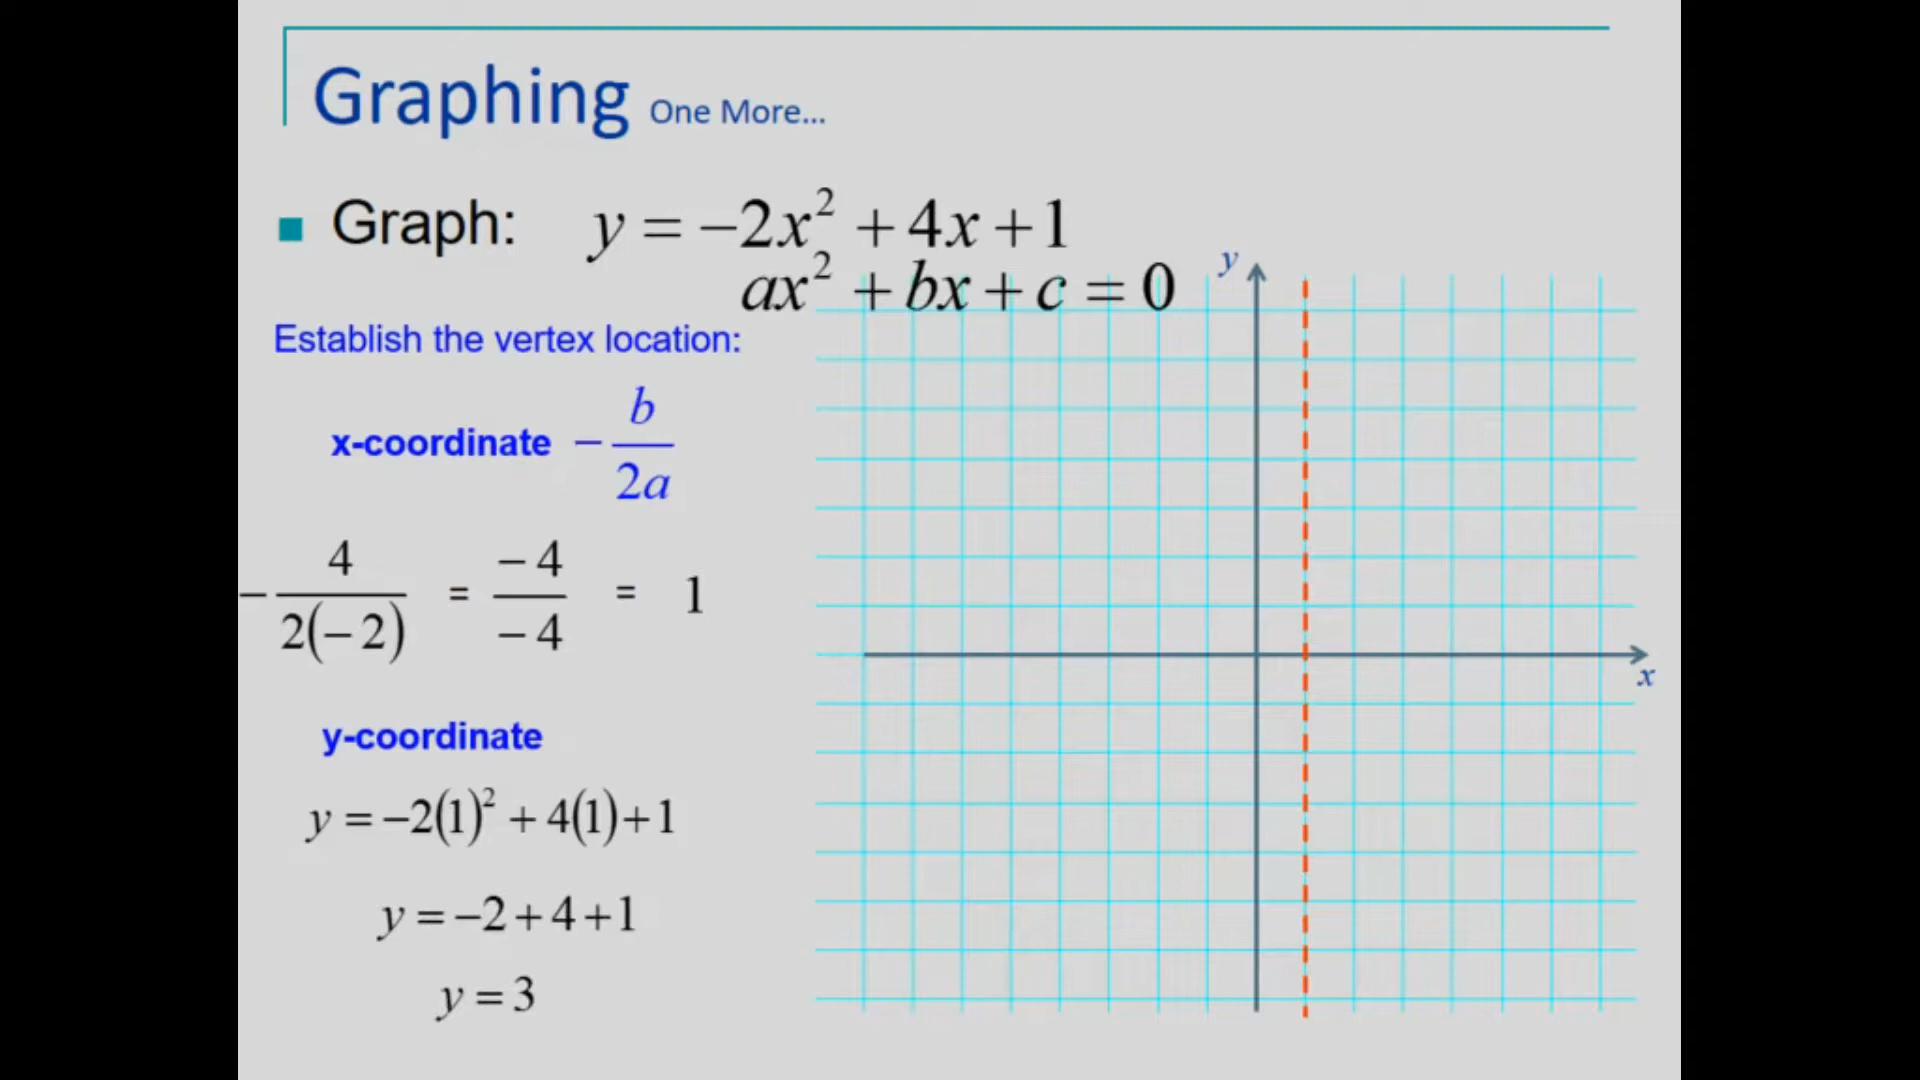 Graphing One More...
Graph: y = −2x² + 4x + 1
ax² + bx + c = 0
Establish the vertex location:
x-coordinate − b/2a
− 4/2(−2) = −4/−4 = 1
y-coordinate
y = −2(1)² + 4(1) + 1
y = −2 + 4 + 1
y = 3
y
x